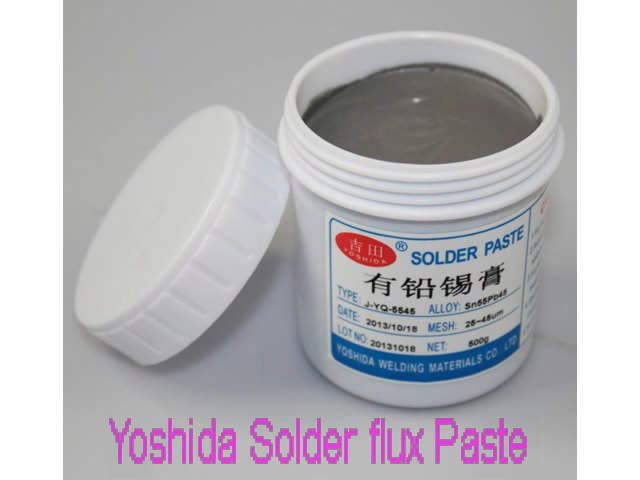 吉田
YOSHIDA
® SOLDER PASTE
有铅锡膏
TYPE: J-YQ-5545 ALLOY: Sn55Pb45
DATE: 2013/10/18 MESH: 25-45um
LOT NO: 20131018 NET: 500g
YOSHIDA WELDING MATERIALS CO LTD
Yoshida Solder flux Paste